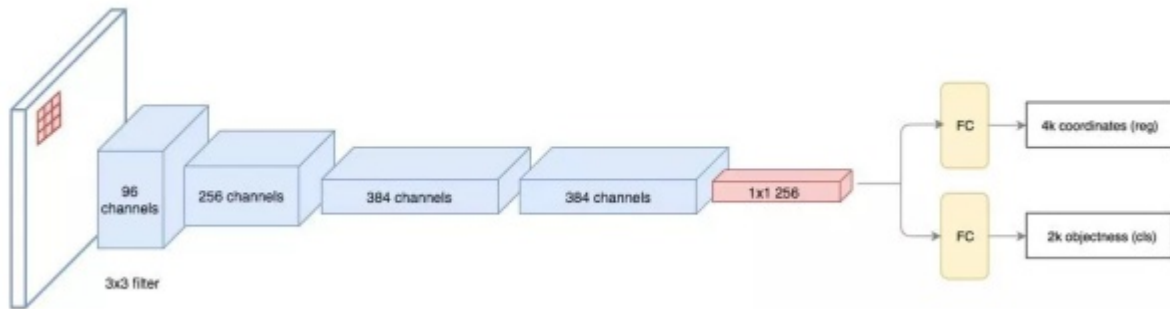 96
channels
256 channels
384 channels
384 channels
1x1 256
3x3 filter
FC
4k coordinates (reg)
FC
2k objectness (cls)